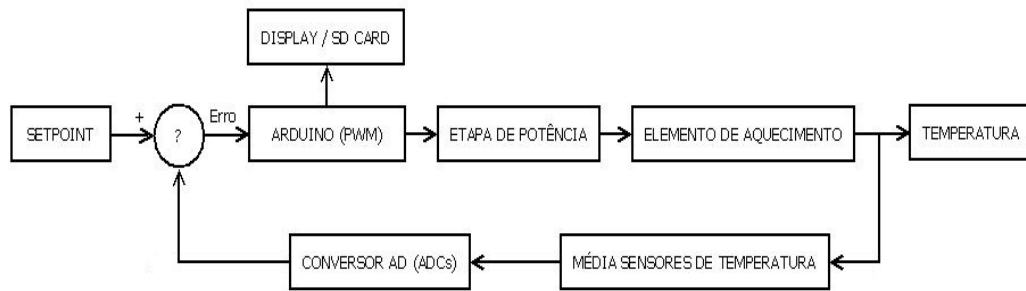 DISPLAY / SD CARD
+
Erro
SETPOINT
?
ARDUINO (PWM)
ETAPA DE POTÊNCIA
ELEMENTO DE AQUECIMENTO
TEMPERATURA
CONVERSOR AD (ADCs)
MÉDIA SENSORES DE TEMPERATURA